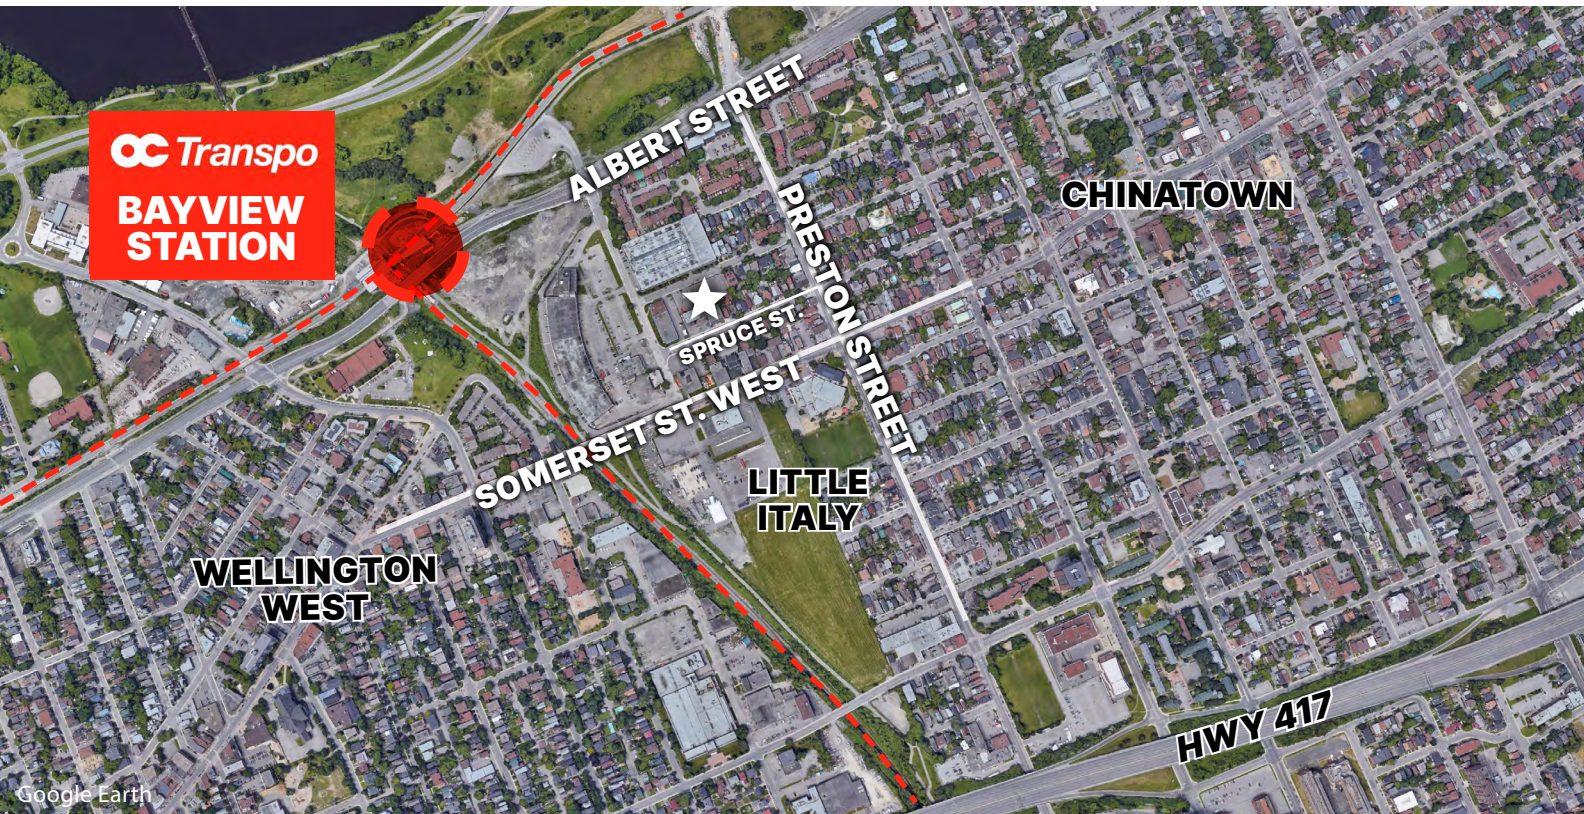 OC Transpo
BAYVIEW
STATION
ALBERT STREET
PRESTON STREET
CHINATOWN
SPRUCE ST.
SOMERSET ST. WEST
LITTLE
ITALY
WELLINGTON
WEST
HWY 417
Google Earth